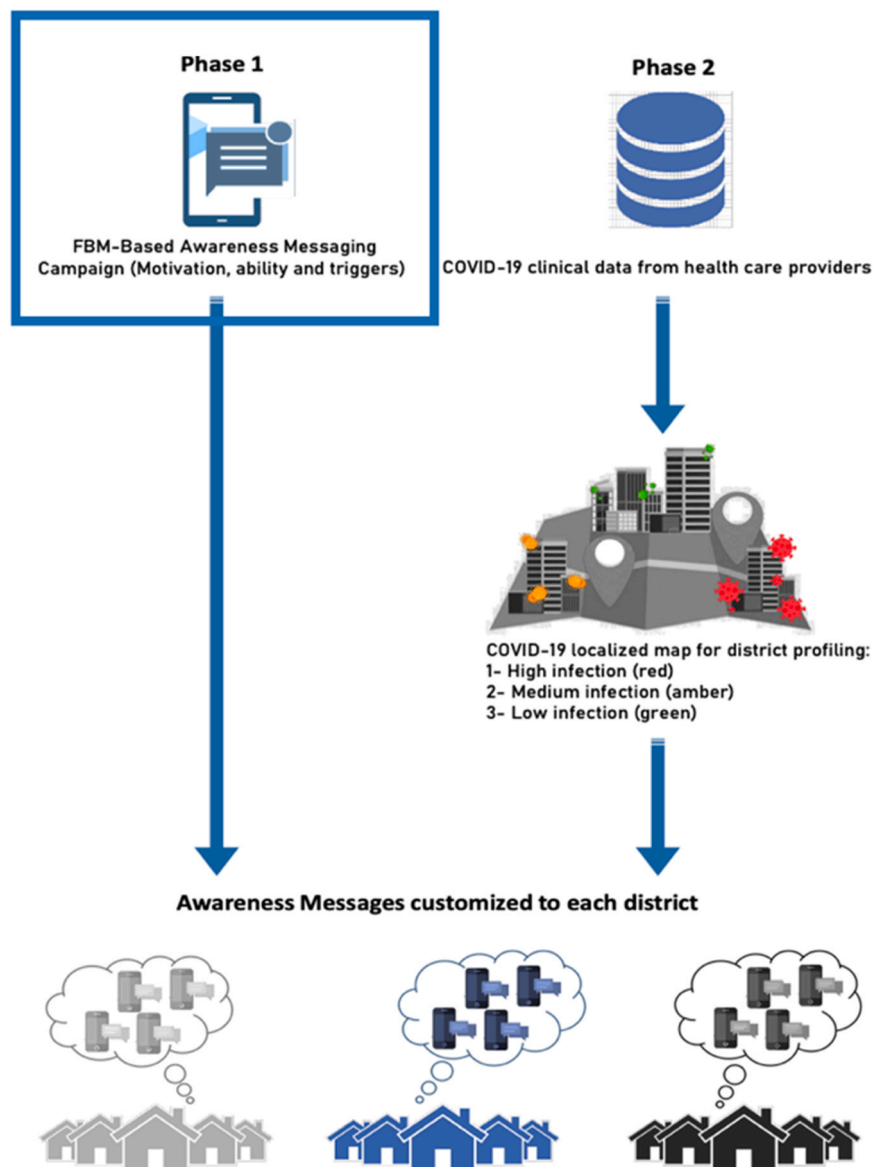 Phase 1
FBM-Based Awareness Messaging
Campaign (Motivation, ability and triggers)
Phase 2
COVID-19 clinical data from health care providers
COVID-19 localized map for district profiling:
1- High infection (red)
2- Medium infection (amber)
3- Low infection (green)
Awareness Messages customized to each district